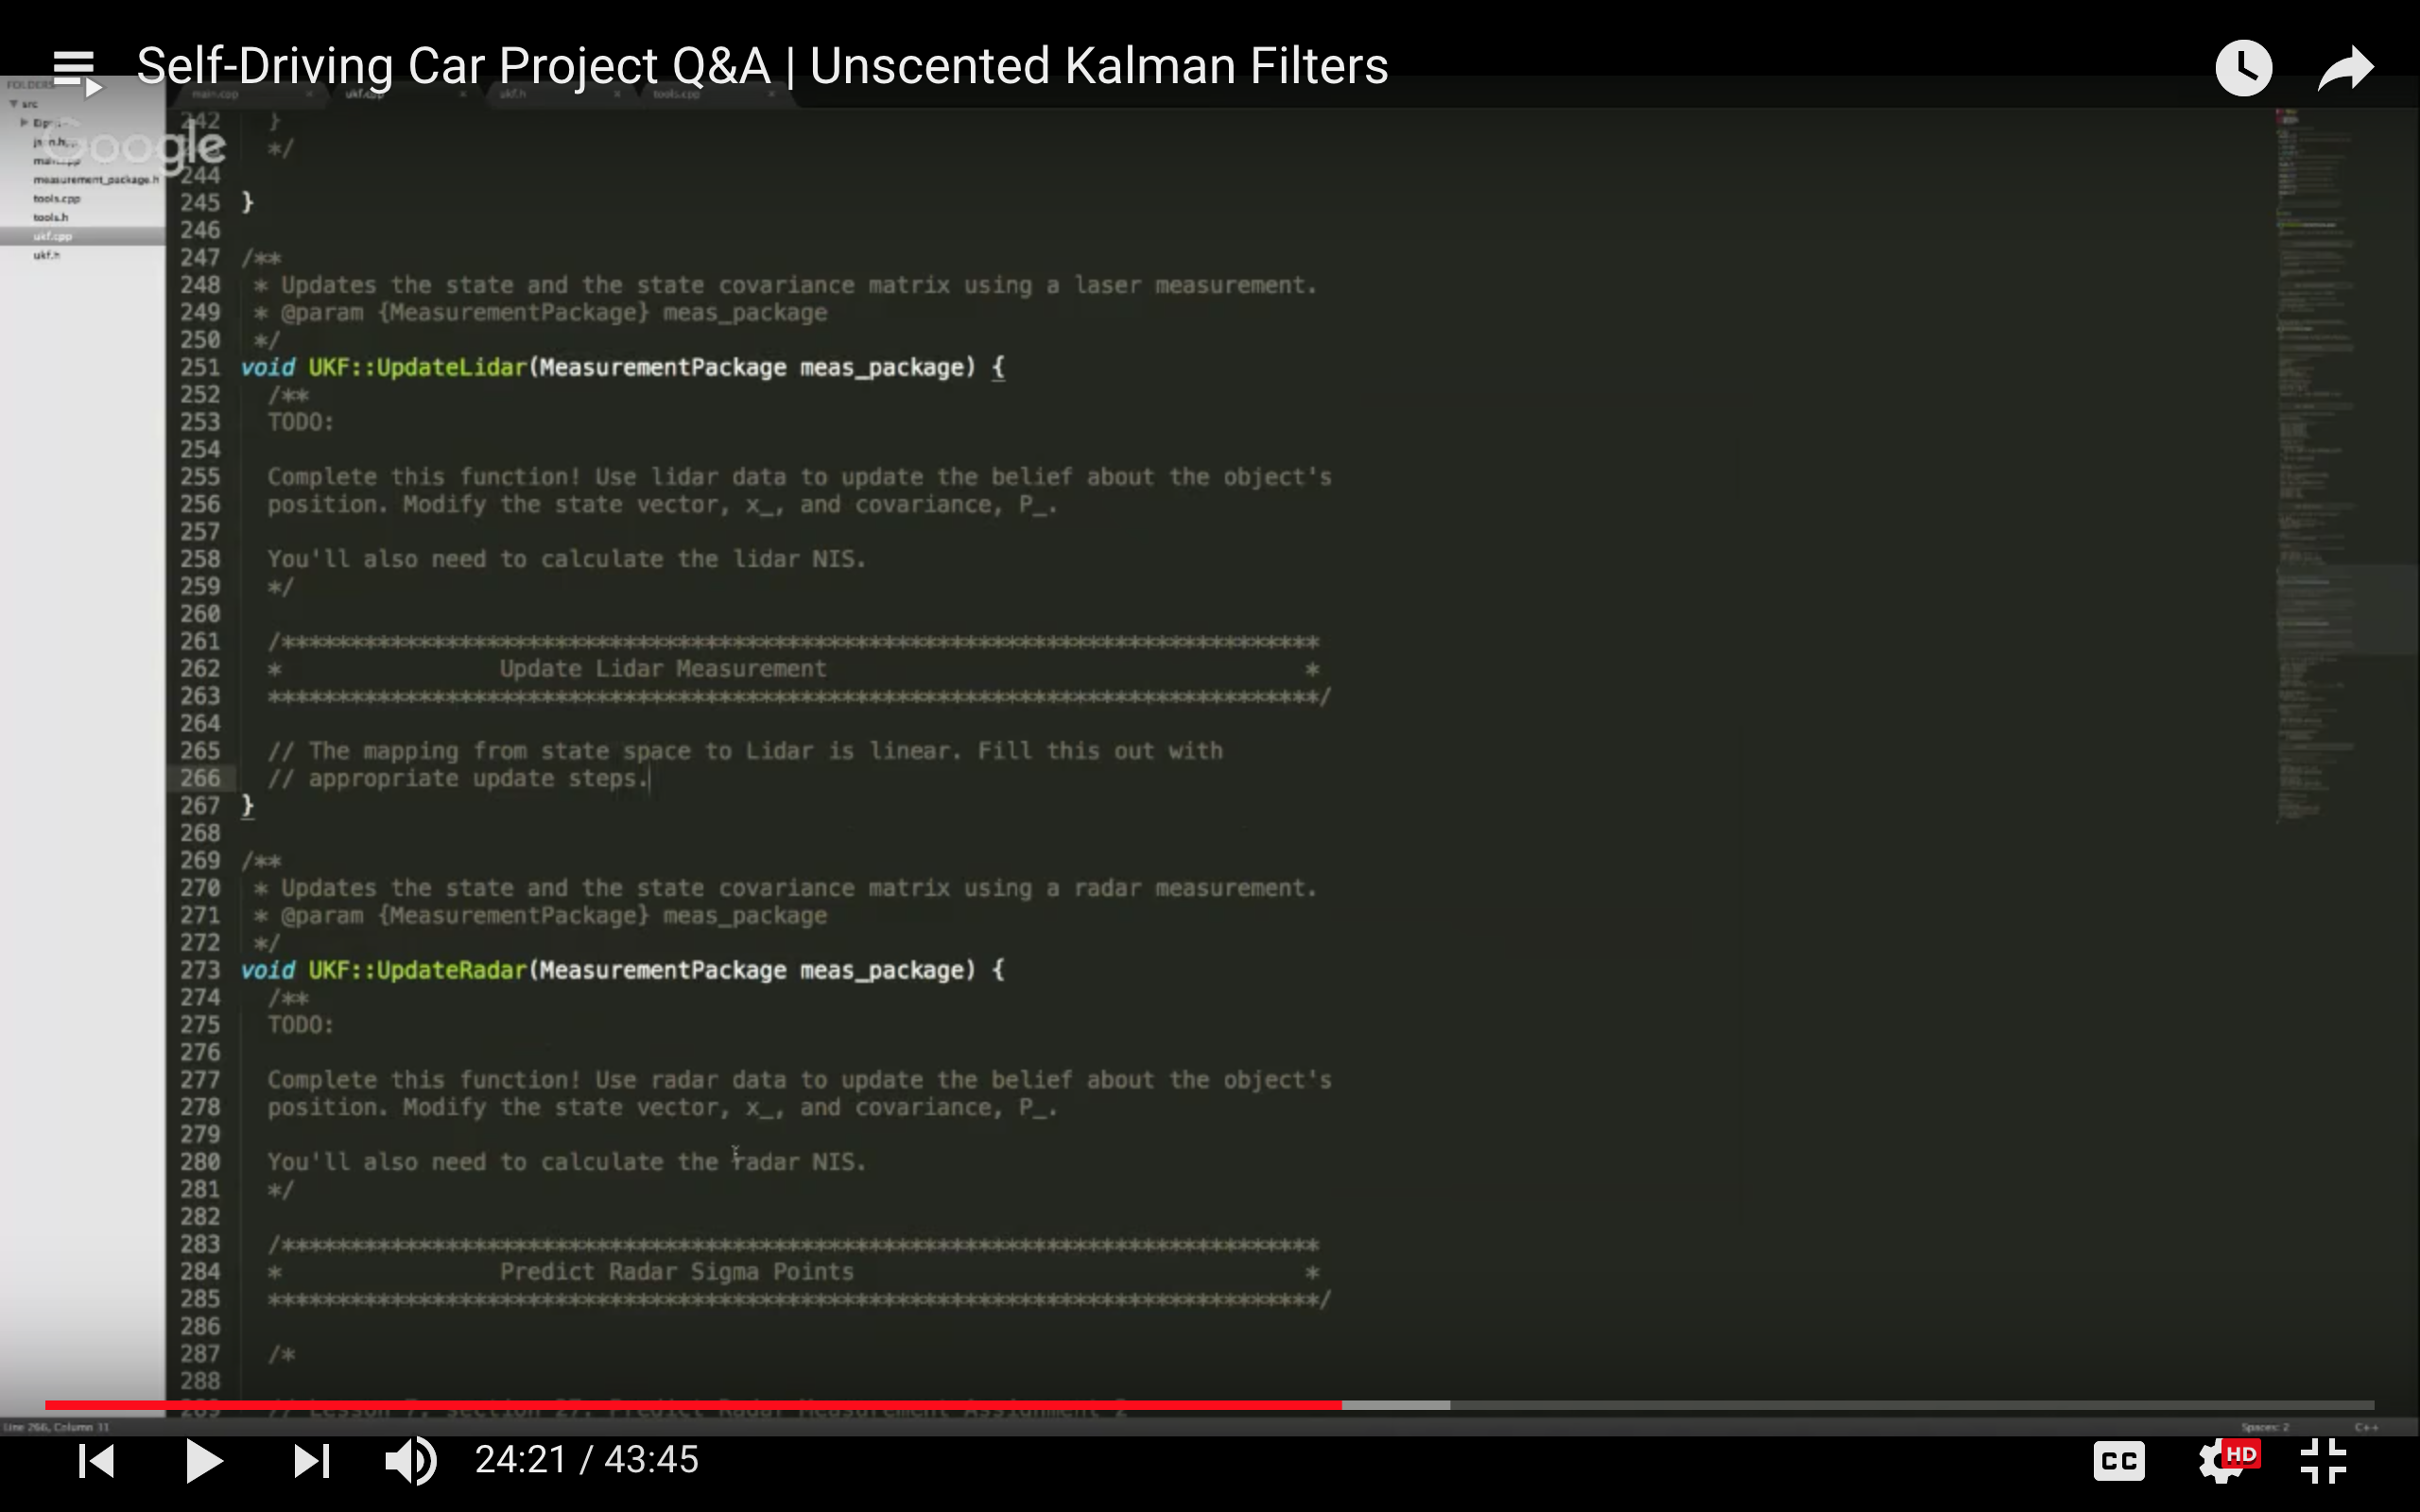 Self-Driving Car Project Q&A | Unscented Kalman Filters
FOLDERS
src
main.cpp
ukf.cpp
ukf.h
tools.cpp
Google
json.h
main.cpp
measurement_package.h
tools.cpp
tools.h
ukf.cpp
ukf.h
242 }
*/
244
245 }
246
247 /**
248 * Updates the state and the state covariance matrix using a laser measurement.
249 * @param {MeasurementPackage} meas_package
250 */
251 void UKF::UpdateLidar(MeasurementPackage meas_package) {
252 /**
253 TODO:
254
255 Complete this function! Use lidar data to update the belief about the object's
256 position. Modify the state vector, x_, and covariance, P_.
257
258 You'll also need to calculate the lidar NIS.
259 */
260
261 /*****************************************************************************
262 * Update Lidar Measurement *
263 *****************************************************************************/
264
265 // The mapping from state space to Lidar is linear. Fill this out with
266 // appropriate update steps.
267 }
268
269 /**
270 * Updates the state and the state covariance matrix using a radar measurement.
271 * @param {MeasurementPackage} meas_package
272 */
273 void UKF::UpdateRadar(MeasurementPackage meas_package) {
274 /**
275 TODO:
276
277 Complete this function! Use radar data to update the belief about the object's
278 position. Modify the state vector, x_, and covariance, P_.
279
280 You'll also need to calculate the radar NIS.
281 */
282
283 /*****************************************************************************
284 * Predict Radar Sigma Points *
285 *****************************************************************************/
286
287 /*
288
289 // Lesson 7, Section 27: Predict Radar Measurement Assignment 2
Line 266, Column 31
Spaces: 2
C++
24:21 / 43:45
CC
HD